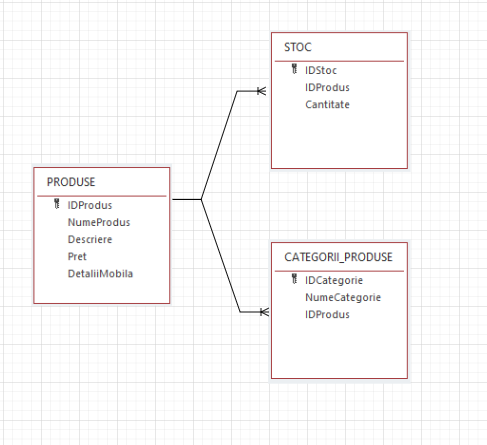 STOC
IDStoc
IDProdus
Cantitate
PRODUSE
IDProdus
NumeProdus
Descriere
Pret
DetaliiMobila
CATEGORII_PRODUSE
IDCategorie
NumeCategorie
IDProdus